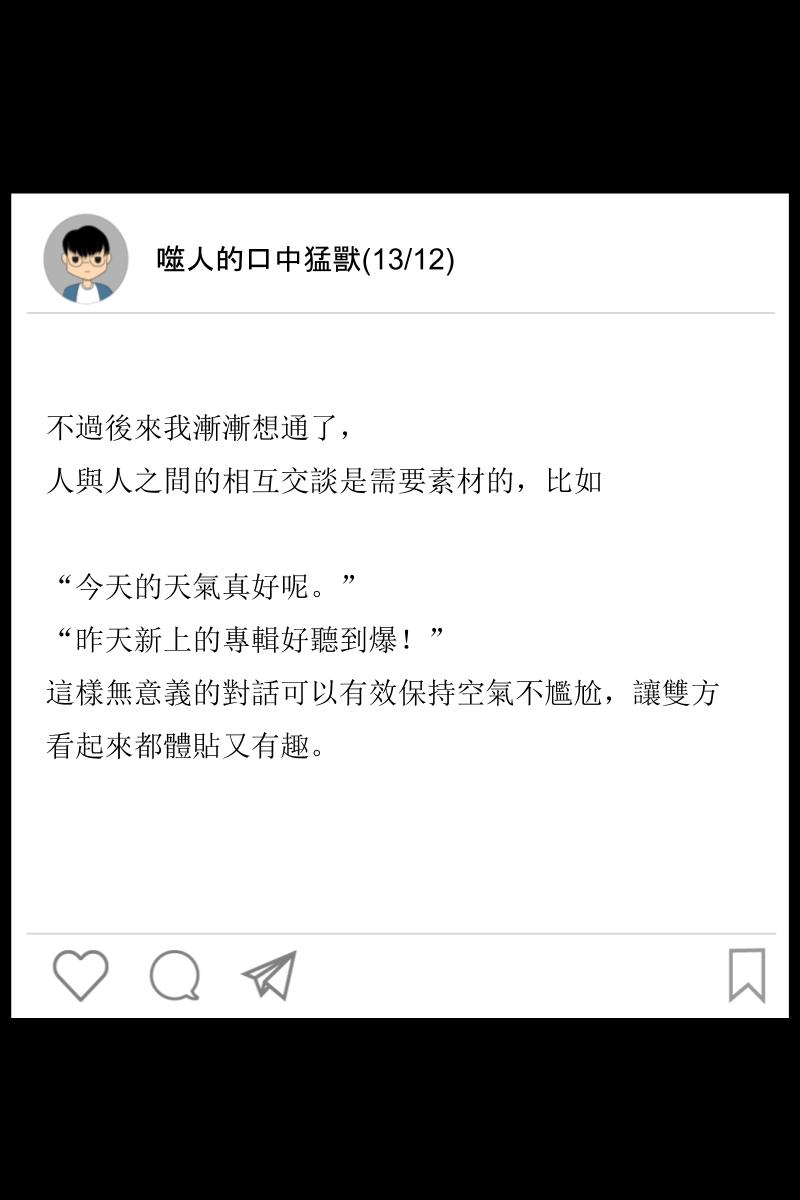 噬人的口中猛獸(13/12)
不過後來我漸漸想通了，
人與人之間的相互交談是需要素材的，比如
“今天的天氣真好呢。”
“昨天新上的專輯好聽到爆！”
這樣無意義的對話可以有效保持空氣不尷尬，讓雙方
看起來都體貼又有趣。